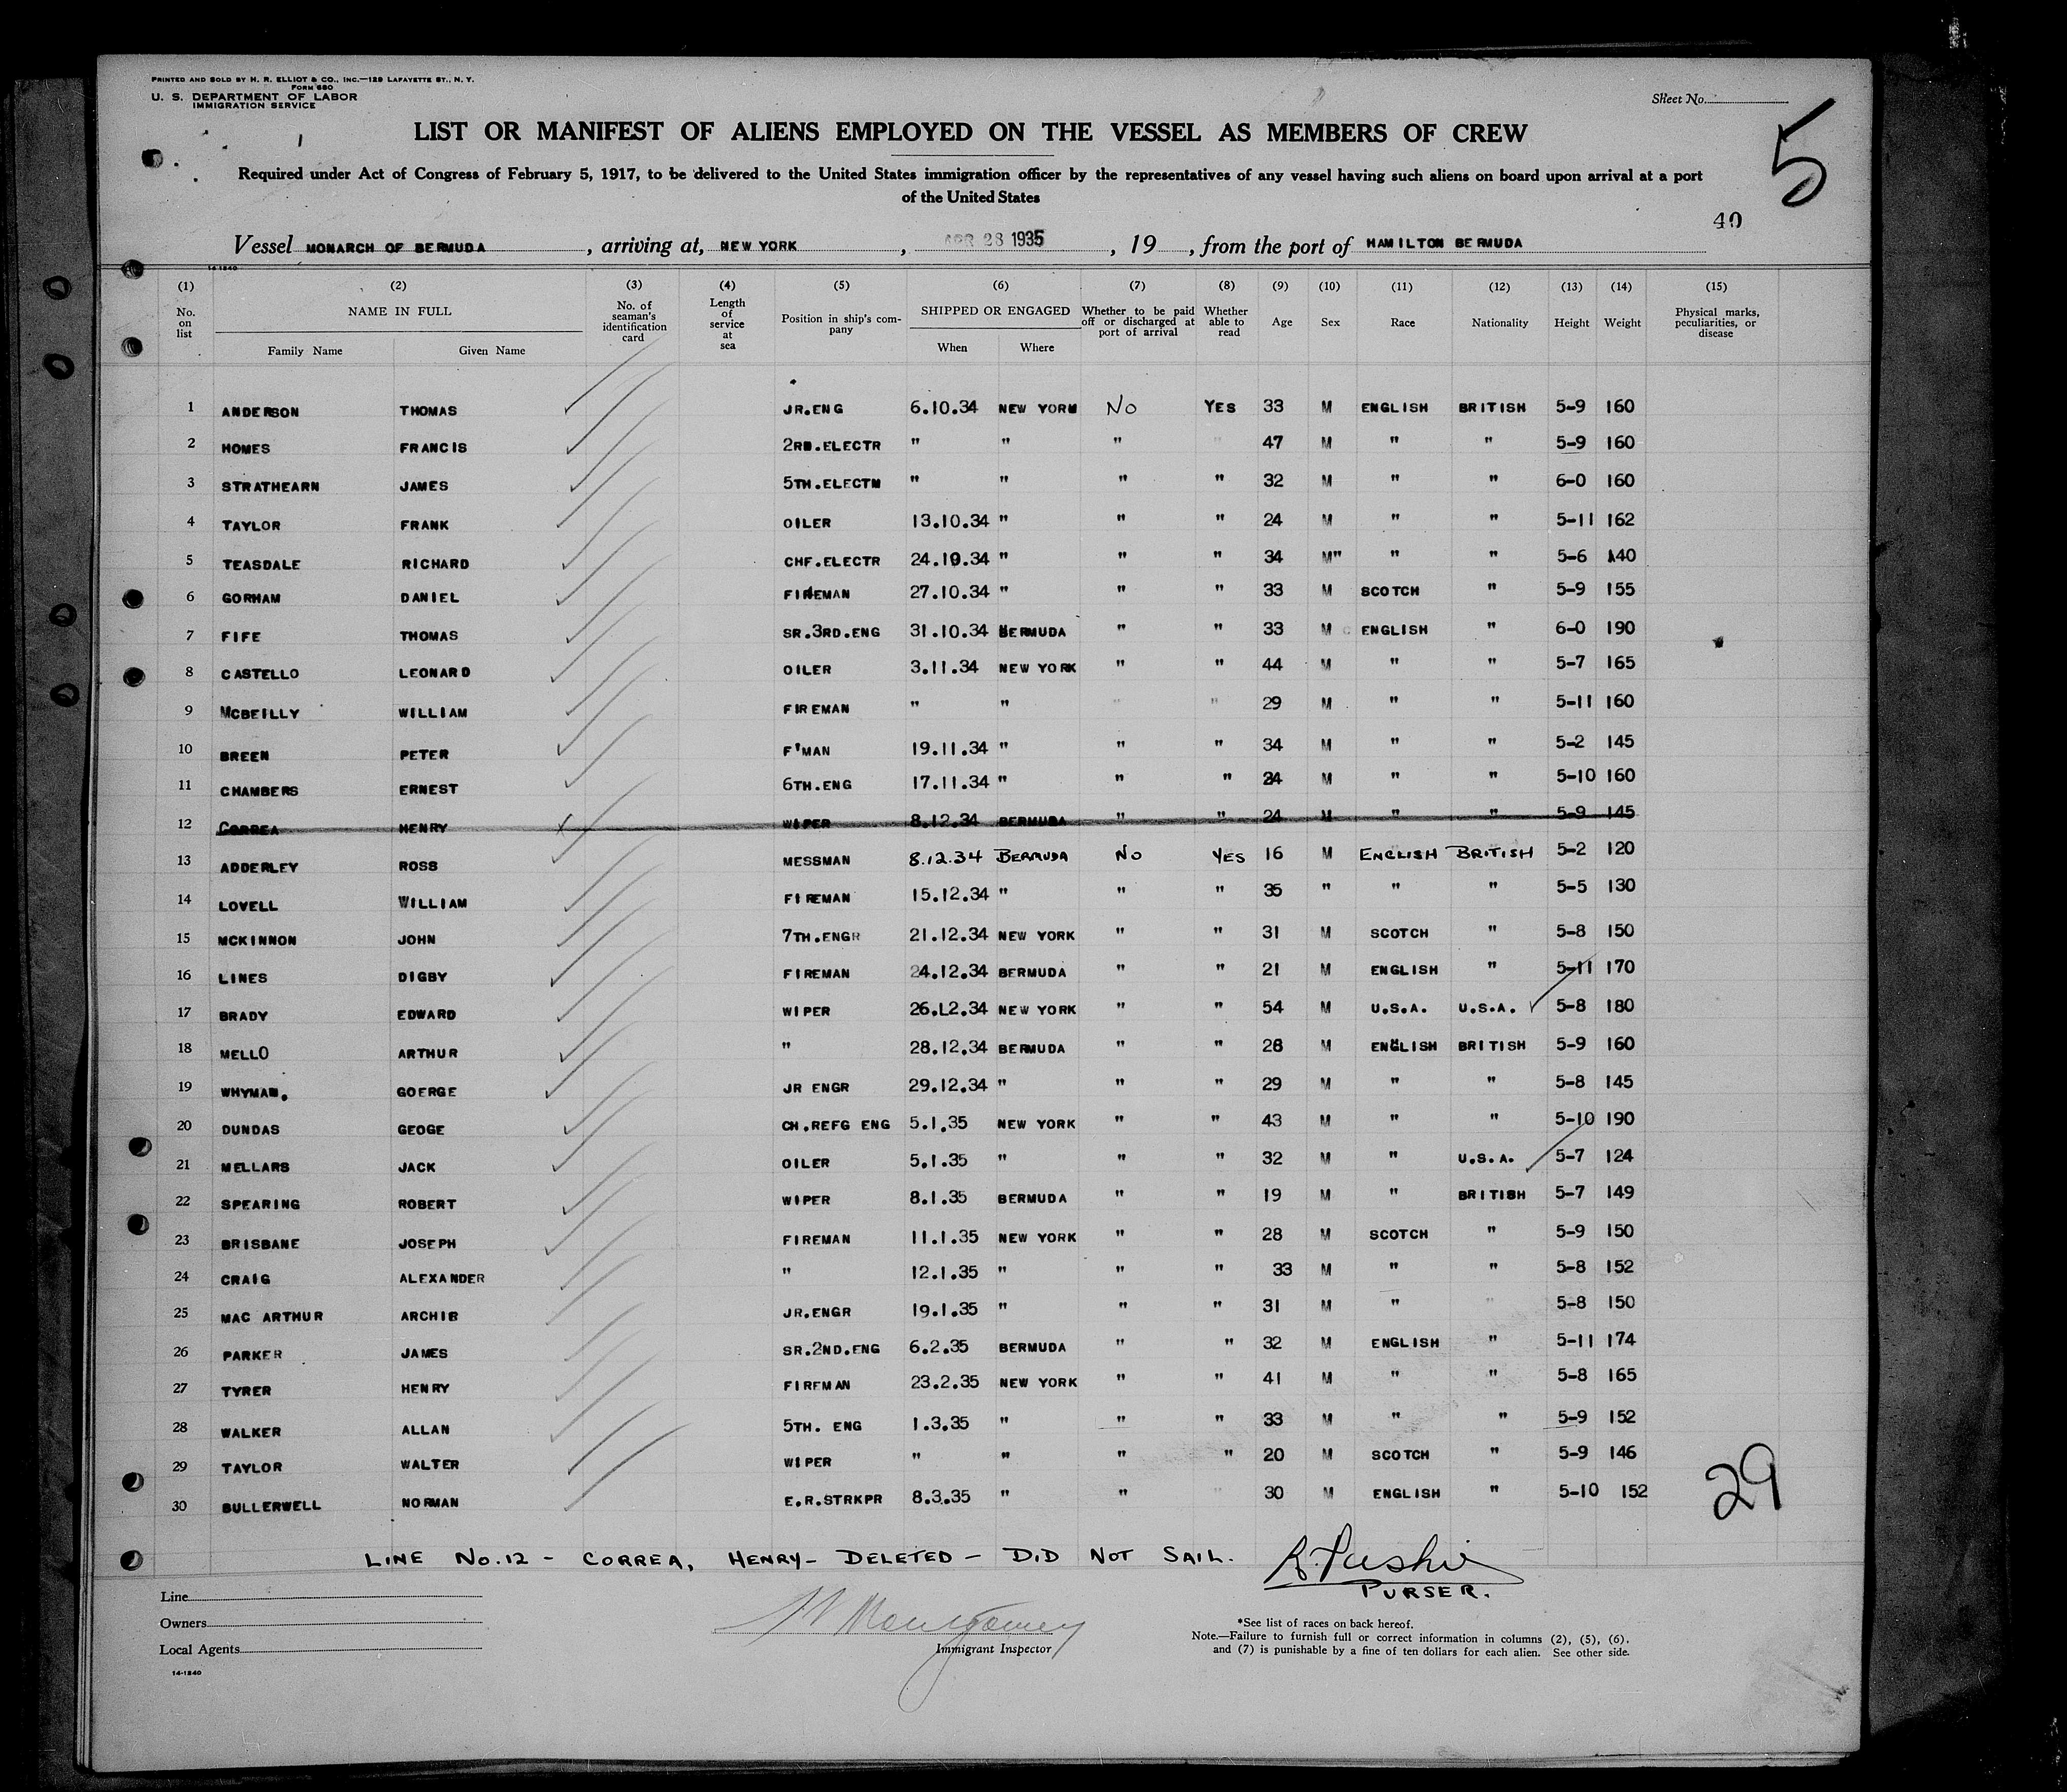 PRINTED AND SOLD BY H. R. ELLIOT & CO., INC.—129 LAFAYETTE ST., N. Y.
FORM 680
U. S. DEPARTMENT OF LABOR
IMMIGRATION SERVICE
Sheet No.
5
LIST OR MANIFEST OF ALIENS EMPLOYED ON THE VESSEL AS MEMBERS OF CREW
Required under Act of Congress of February 5, 1917, to be delivered to the United States immigration officer by the representatives of any vessel having such aliens on board upon arrival at a port
of the United States
40
Vessel MONARCH OF BERMUDA, arriving at, NEW YORK, APR 28 1935, 19, from the port of HAMILTON BERMUDA
14-1240
(1) (2) (3) (4) (5) (6) (7) (8) (9) (10) (11) (12) (13) (14) (15)
No. on list NAME IN FULL Family Name Given Name No. of seaman's identification card Length of service at sea Position in ship's company SHIPPED OR ENGAGED When Where Whether to be paid off or discharged at port of arrival Whether able to read Age Sex Race Nationality Height Weight Physical marks, peculiarities, or disease
1 ANDERSON THOMAS JR.ENG 6.10.34 NEW YORM No YES 33 M ENGLISH BRITISH 5-9 160
2 HOMES FRANCIS 2RD.ELECTR " " " " 47 M " " 5-9 160
3 STRATHEARN JAMES 5TH.ELECTM " " " " 32 M " " 6-0 160
4 TAYLOR FRANK OILER 13.10.34 " " " 24 M " " 5-11 162
5 TEASDALE RICHARD CHF.ELECTR 24.10.34 " " " 34 M" " " 5-6 140
6 GORHAM DANIEL FIREMAN 27.10.34 " " " 33 M SCOTCH " 5-9 155
7 FIFE THOMAS SR.3RD.ENG 31.10.34 BERMUDA " " 33 M ENGLISH " 6-0 190
8 CASTELLO LEONARD OILER 3.11.34 NEW YORK " " 44 M " " 5-7 165
9 MCBEILLY WILLIAM FIREMAN " " " " 29 M " " 5-11 160
10 BREEN PETER F'MAN 19.11.34 " " " 34 M " " 5-2 145
11 CHAMBERS ERNEST 6TH.ENG 17.11.34 " " " 24 M " " 5-10 160
12 CORREA HENRY WIPER 8.12.34 BERMUDA " " 24 M " " 5-9 145
13 ADDERLEY ROSS MESSMAN 8.12.34 BERMUDA No YES 16 M ENGLISH BRITISH 5-2 120
14 LOVELL WILLIAM FIREMAN 15.12.34 " " " 35 " " " 5-5 130
15 MCKINNON JOHN 7TH.ENGR 21.12.34 NEW YORK " " 31 M SCOTCH " 5-8 150
16 LINES DIGBY FIREMAN 24.12.34 BERMUDA " " 21 M ENGLISH " 5-11 170
17 BRADY EDWARD WIPER 26.L2.34 NEW YORK " " 54 M U.S.A. U.S.A. 5-8 180
18 MELLO ARTHUR " 28.12.34 BERMUDA " " 28 M ENGLISH BRITISH 5-9 160
19 WHYMAN. GOERGE JR ENGR 29.12.34 " " " 29 M " " 5-8 145
20 DUNDAS GEOGE CH.REFG ENG 5.1.35 NEW YORK " " 43 M " " 5-10 190
21 MELLARS JACK OILER 5.1.35 " " " 32 M " U.S.A. 5-7 124
22 SPEARING ROBERT WIPER 8.1.35 BERMUDA " " 19 M " BRITISH 5-7 149
23 BRISBANE JOSEPH FIREMAN 11.1.35 NEW YORK " " 28 M SCOTCH " 5-9 150
24 CRAIG ALEXANDER " 12.1.35 " " " 33 M " " 5-8 152
25 MAC ARTHUR ARCHIB JR.ENGR 19.1.35 " " " 31 M " " 5-8 150
26 PARKER JAMES SR.2ND.ENG 6.2.35 BERMUDA " " 32 M ENGLISH " 5-11 174
27 TYRER HENRY FIREMAN 23.2.35 NEW YORK " " 41 M " " 5-8 165
28 WALKER ALLAN 5TH. ENG 1.3.35 " " " 33 M " " 5-9 152
29 TAYLOR WALTER WIPER " " " " 20 M SCOTCH " 5-9 146
30 BULLERWELL NORMAN E.R.STRKPR 8.3.35 " " " 30 M ENGLISH " 5-10 152
29
LINE No.12 - CORREA, HENRY - DELETED - DID NOT SAIL.
PURSER.
Line
Owners
Local Agents
14-1240
Montgomery
Immigrant Inspector
*See list of races on back hereof.
Note.—Failure to furnish full or correct information in columns (2), (5), (6),
and (7) is punishable by a fine of ten dollars for each alien. See other side.